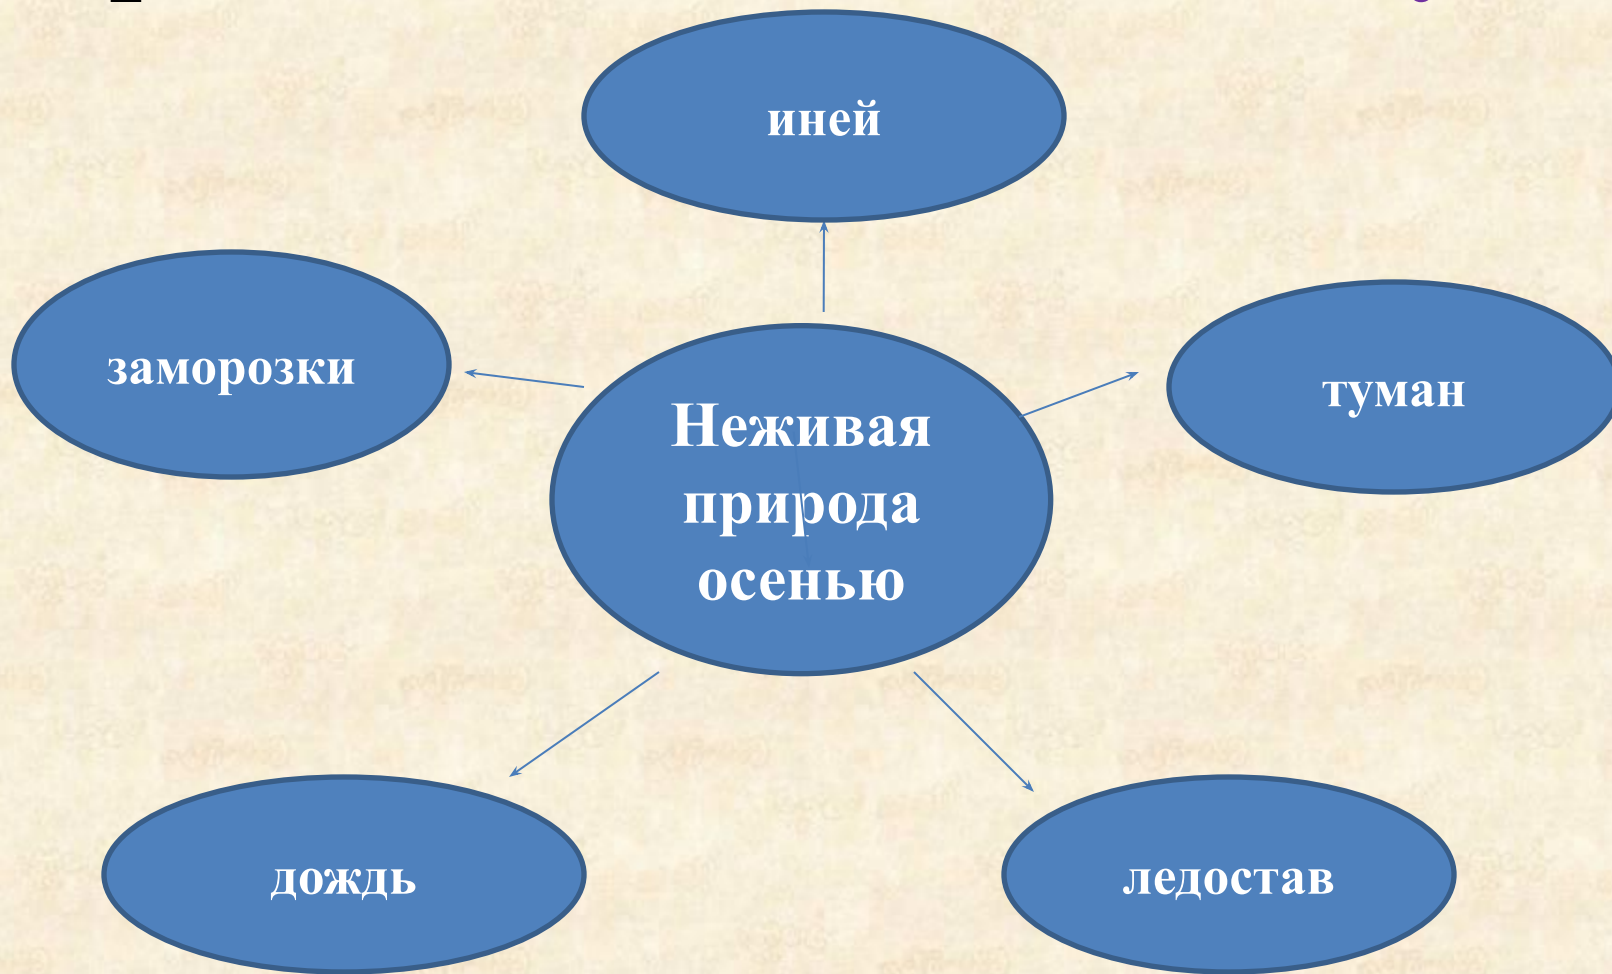 иней
заморозки
туман
Неживая
природа
осенью
дождь
ледостав